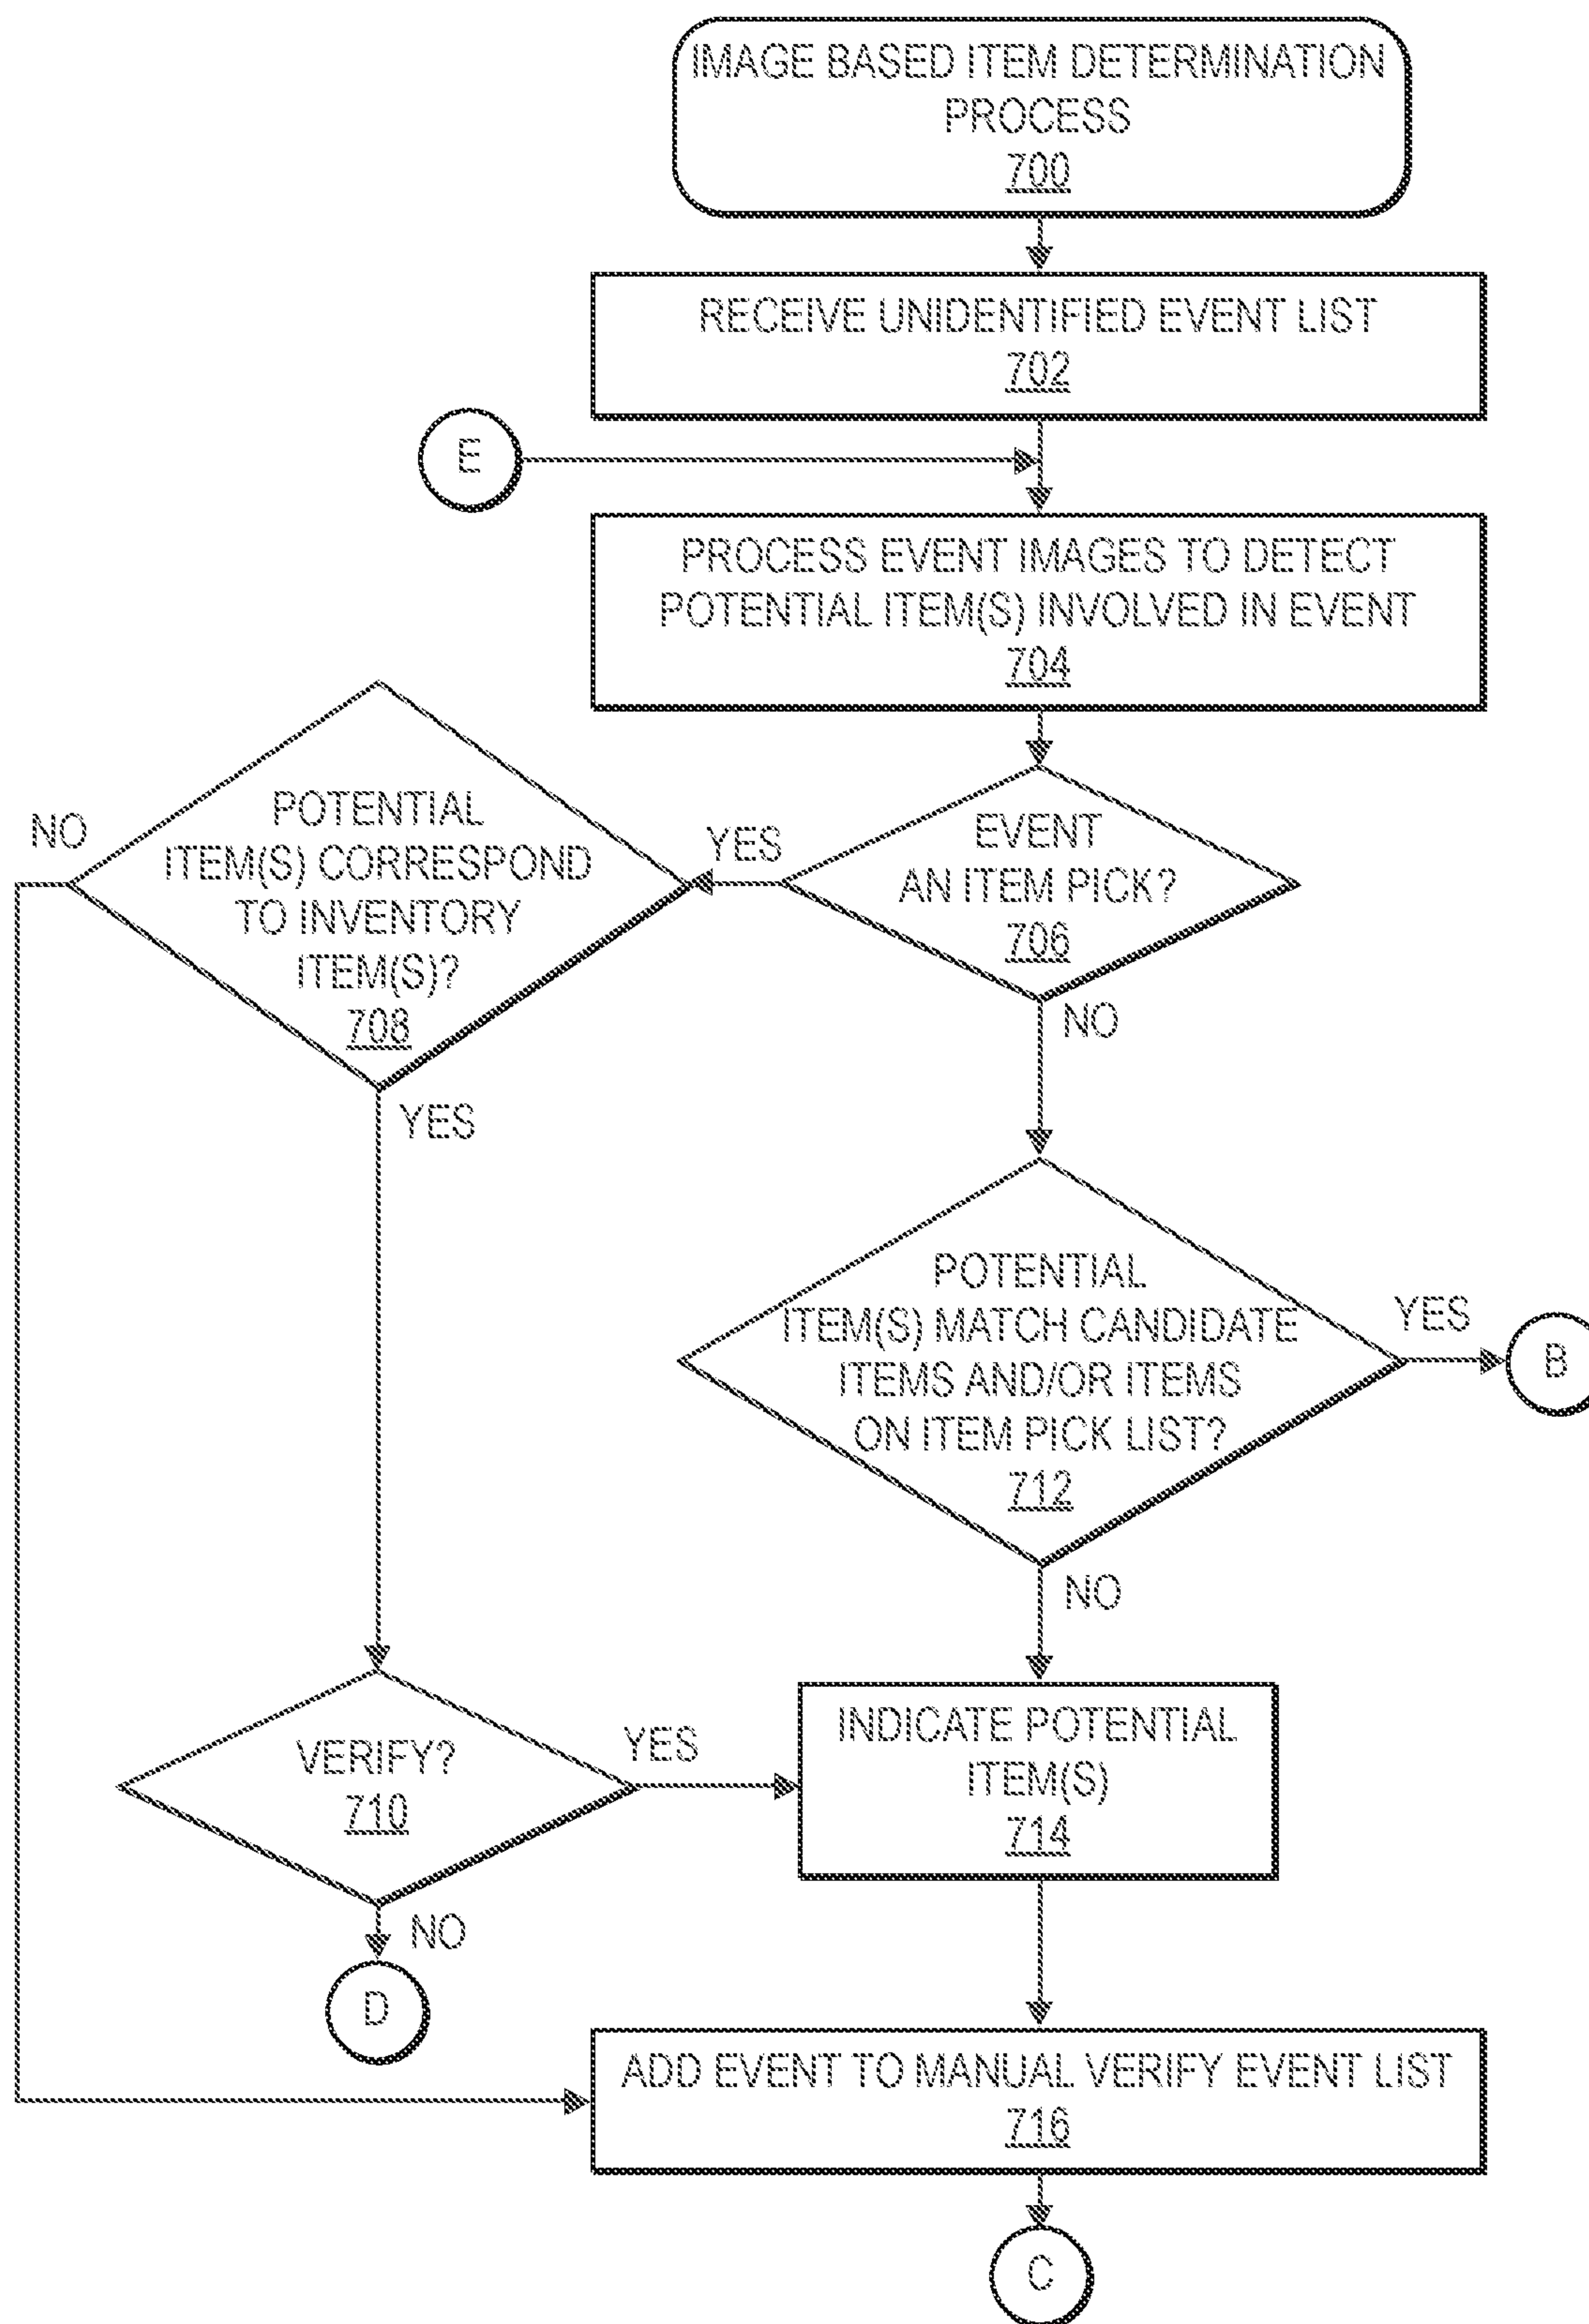 IMAGE BASED ITEM DETERMINATION
PROCESS
700
RECEIVE UNIDENTIFIED EVENT LIST
702
E
PROCESS EVENT IMAGES TO DETECT
POTENTIAL ITEM(S) INVOLVED IN EVENT
704
EVENT
AN ITEM PICK?
706
YES
NO
POTENTIAL
ITEM(S) CORRESPOND
TO INVENTORY
ITEM(S)?
708
NO
YES
POTENTIAL
ITEM(S) MATCH CANDIDATE
ITEMS AND/OR ITEMS
ON ITEM PICK LIST?
712
YES
B
NO
VERIFY?
710
YES
NO
D
INDICATE POTENTIAL
ITEM(S)
714
ADD EVENT TO MANUAL VERIFY EVENT LIST
716
C